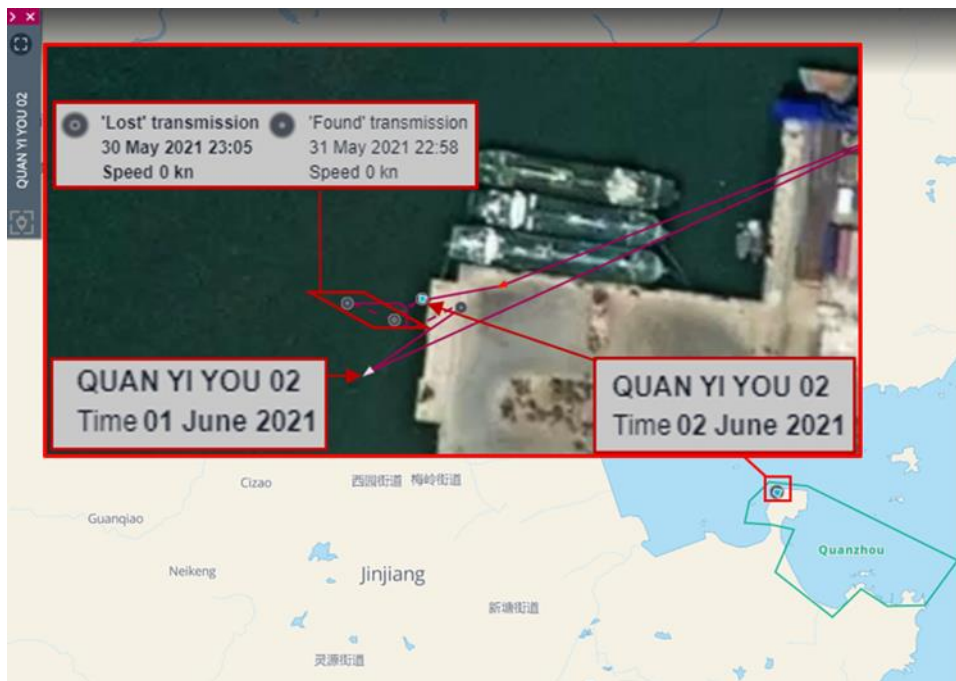 QUAN YI YOU 02
'Lost' transmission
30 May 2021 23:05
Speed 0 kn
'Found' transmission
31 May 2021 22:58
Speed 0 kn
QUAN YI YOU 02
Time 01 June 2021
QUAN YI YOU 02
Time 02 June 2021
Cizao
西园街道
梅岭街道
Guanqiao
Quanzhou
Neikeng
Jinjiang
新塘街道
灵源街道